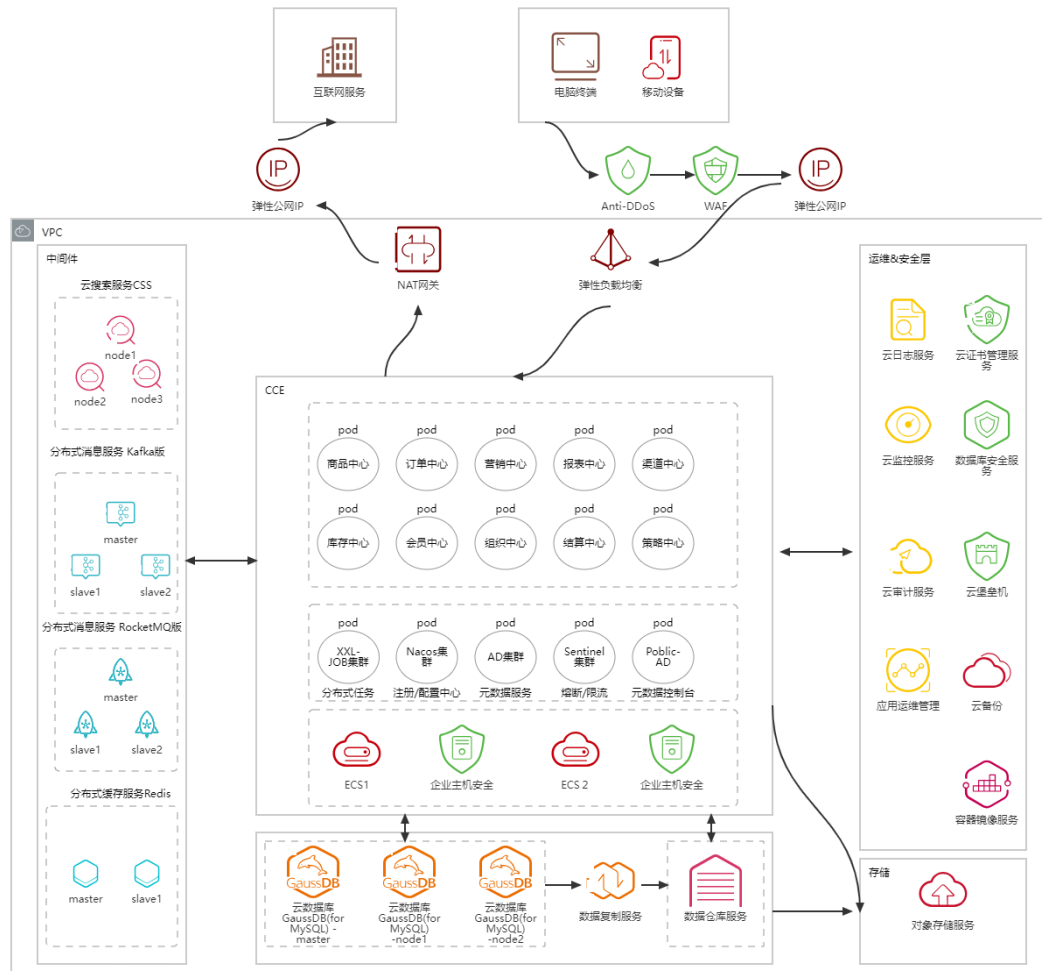 互联网服务
电脑终端
移动设备
IP
弹性公网IP
Anti-DDoS
WAF
IP
弹性公网IP
VPC
NAT网关
弹性负载均衡
中间件
云搜索服务CSS
node1
node2
node3
分布式消息服务 Kafka版
master
slave1
slave2
分布式消息服务 RocketMQ版
master
slave1
slave2
分布式缓存服务Redis
master
slave1
CCE
pod
pod
pod
pod
pod
商品中心
订单中心
营销中心
报表中心
渠道中心
pod
pod
pod
pod
pod
库存中心
会员中心
组织中心
结算中心
策略中心
pod
pod
pod
pod
pod
XXL-
JOB集群
Nacos集
群
AD集群
Sentinel
集群
Poblic-
AD
分布式任务
注册/配置中心
元数据服务
熔断/限流
元数据控制台
ECS1
企业主机安全
ECS 2
企业主机安全
GaussDB
云数据库
GaussDB(for
MySQL) -
master
GaussDB
云数据库
GaussDB(for
MySQL)
-node1
GaussDB
云数据库
GaussDB(for
MySQL)
-node2
数据复制服务
数据仓库服务
运维&安全层
云日志服务
云证书管理服
务
云监控服务
数据库安全服
务
云审计服务
云堡垒机
应用运维管理
云备份
容器镜像服务
存储
对象存储服务